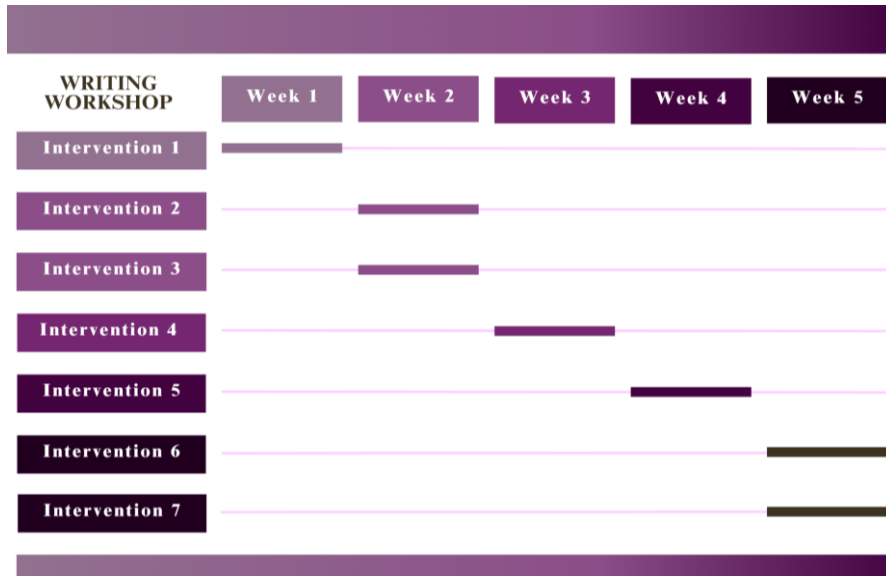 WRITING
WORKSHOP
Week 1
Week 2
Week 3
Week 4
Week 5
Intervention 1
Intervention 2
Intervention 3
Intervention 4
Intervention 5
Intervention 6
Intervention 7